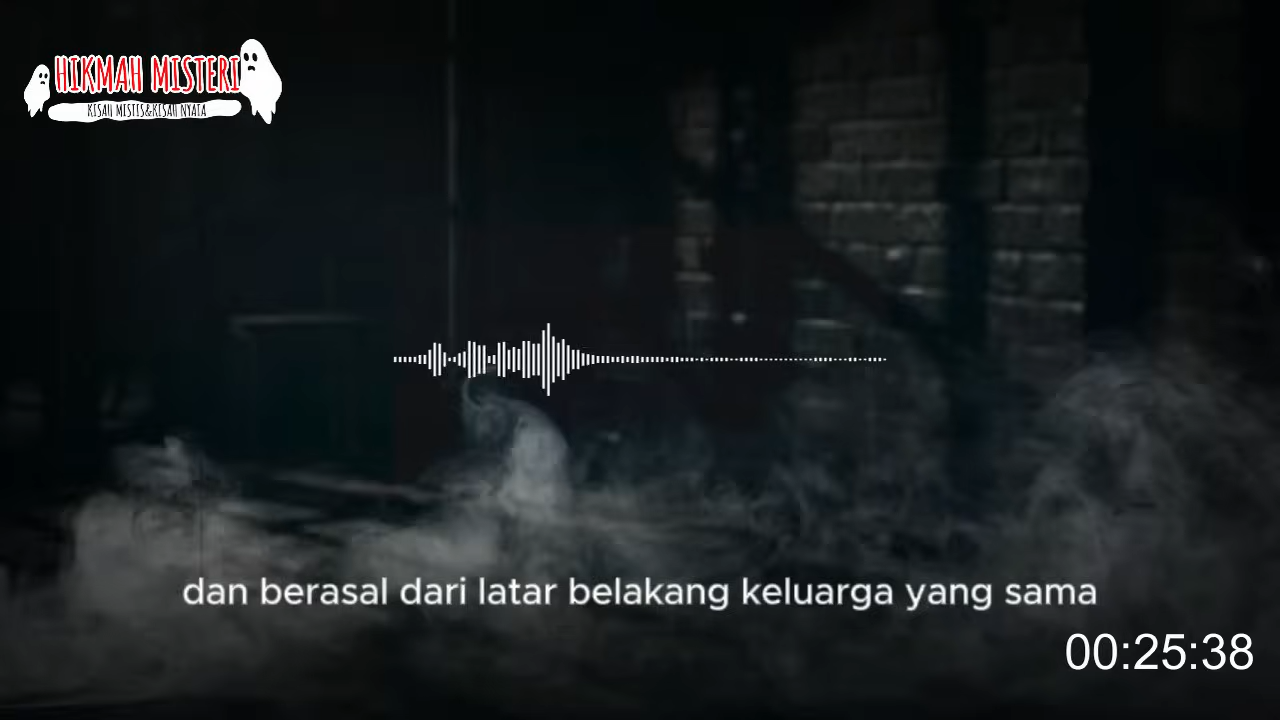 HIKMAH MISTERI
KISAH MISTIS&KISAH NYATA
dan berasal dari latar belakang keluarga yang sama
00:25:38